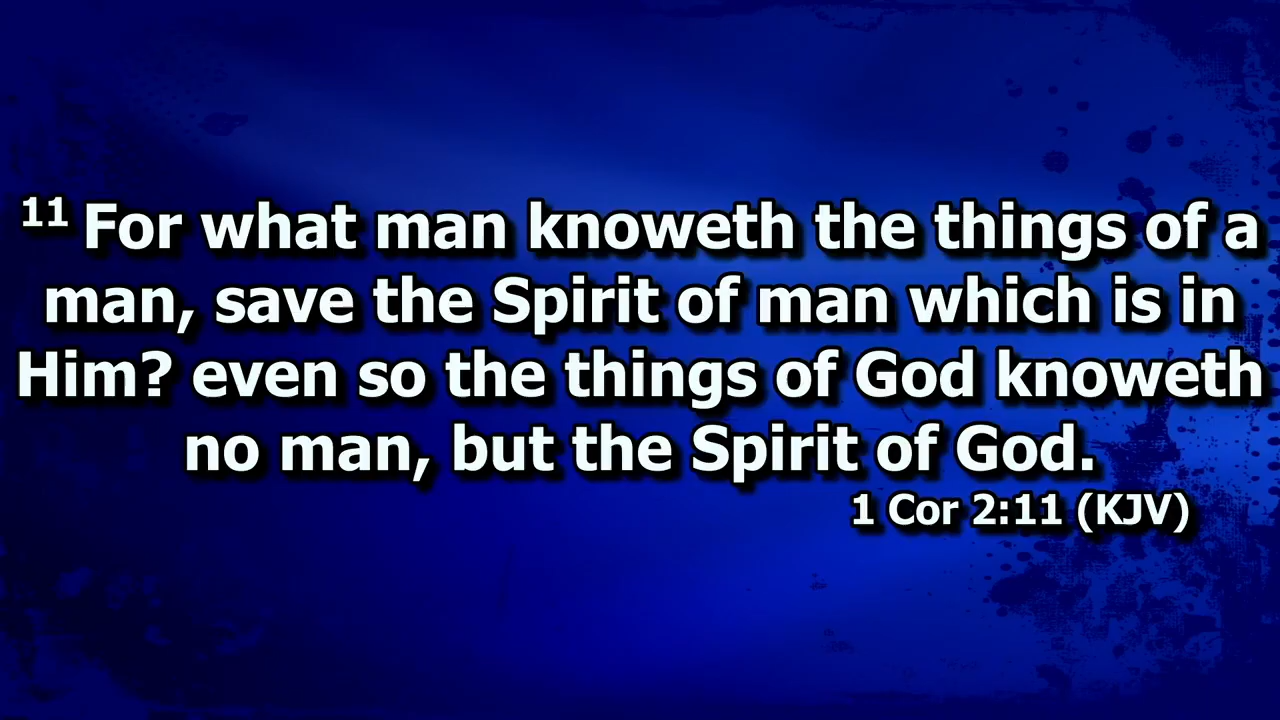 11 For what man knoweth the things of a
man, save the Spirit of man which is in
Him? even so the things of God knoweth
no man, but the Spirit of God.
1 Cor 2:11 (KJV)